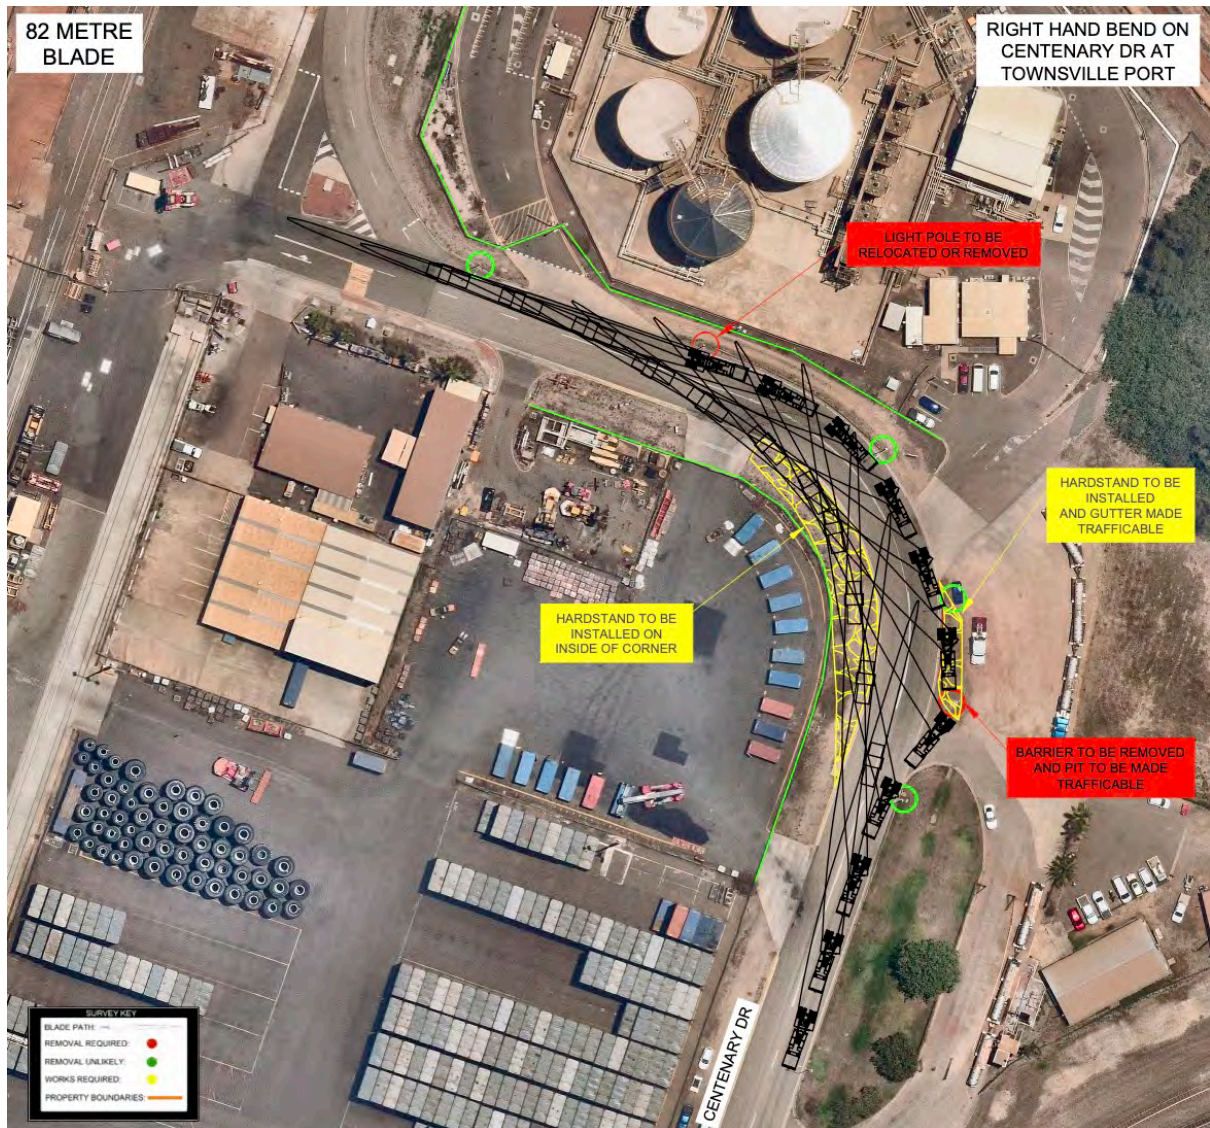 82 METRE
BLADE
RIGHT HAND BEND ON
CENTENARY DR AT
TOWNSVILLE PORT
LIGHT POLE TO BE
RELOCATED OR REMOVED
HARDSTAND TO BE
INSTALLED
AND GUTTER MADE
TRAFFICABLE
HARDSTAND TO BE
INSTALLED ON
INSIDE OF CORNER
BARRIER TO BE REMOVED
AND PIT TO BE MADE
TRAFFICABLE
CENTENARY DR
SURVEY KEY
BLADE PATH:
REMOVAL REQUIRED:
REMOVAL UNLIKELY:
WORKS REQUIRED:
PROPERTY BOUNDARIES: